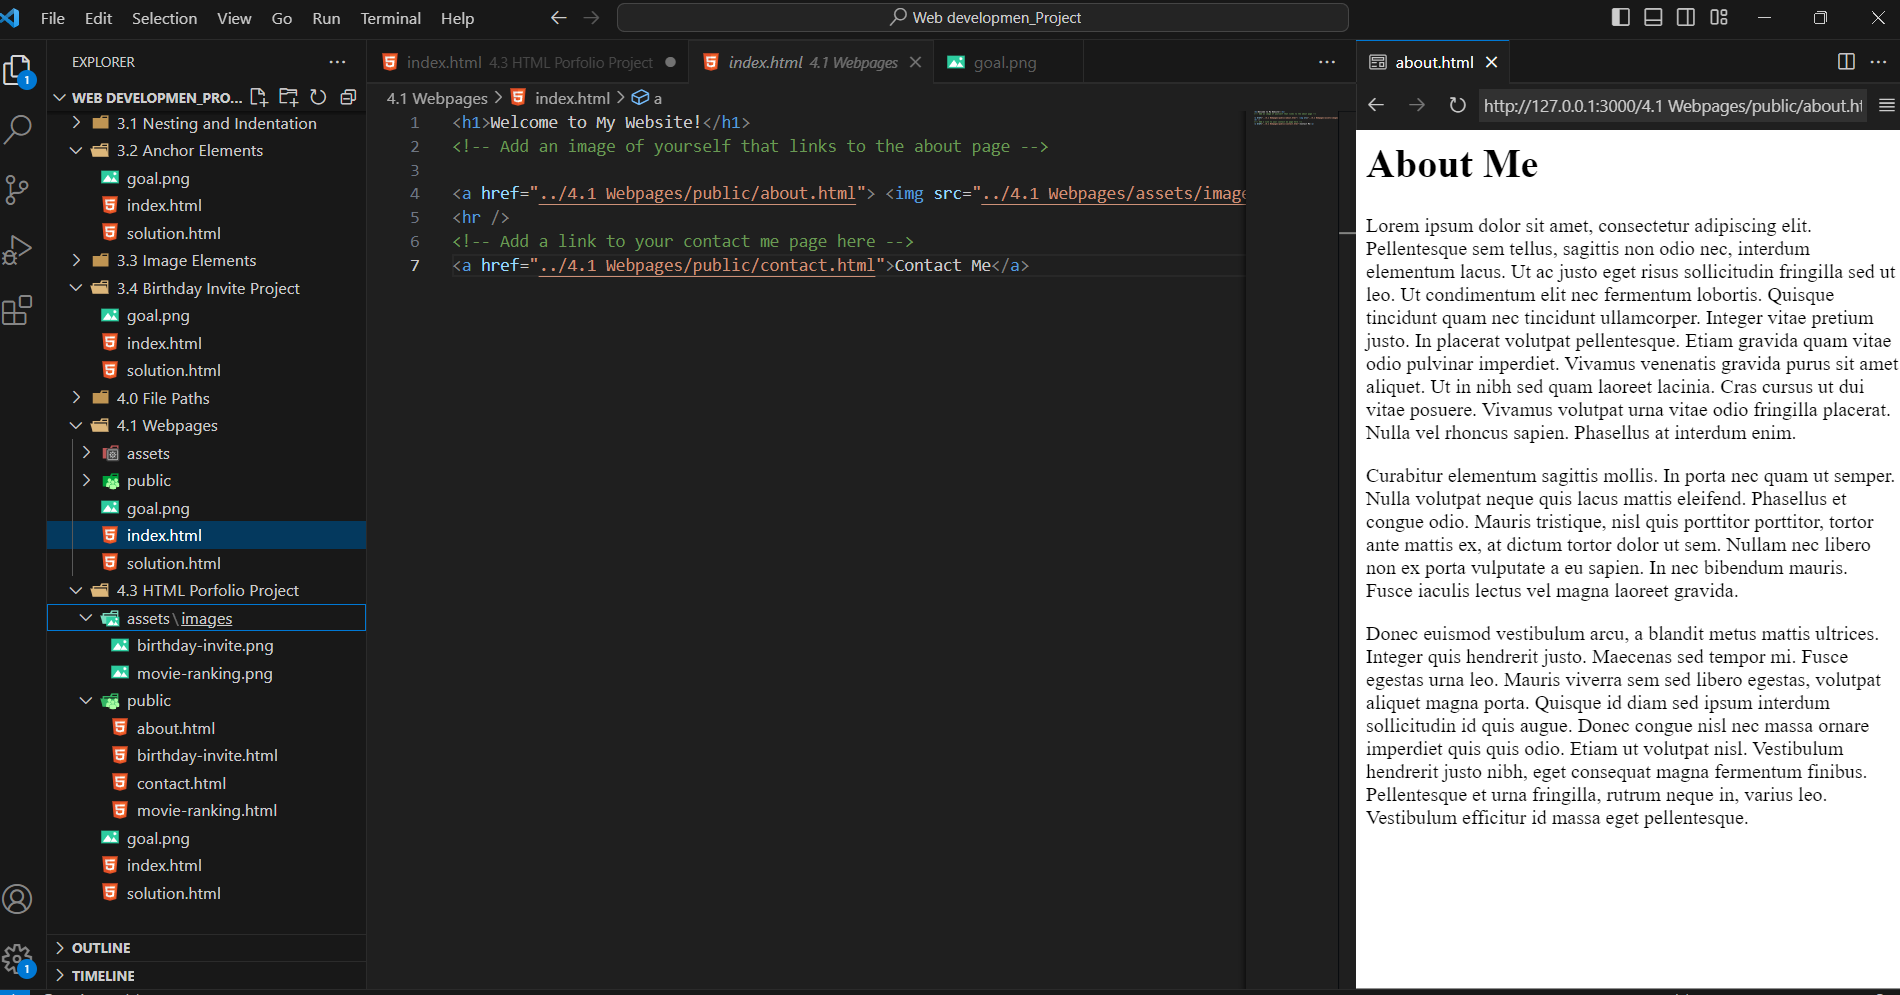 File Edit Selection View Go Run Terminal Help
Web developmen_Project
EXPLORER
WEB DEVELOPMEN_PRO...
3.1 Nesting and Indentation
3.2 Anchor Elements
goal.png
index.html
solution.html
3.3 Image Elements
3.4 Birthday Invite Project
goal.png
index.html
solution.html
4.0 File Paths
4.1 Webpages
assets
public
goal.png
index.html
solution.html
4.3 HTML Porfolio Project
assets\images
birthday-invite.png
movie-ranking.png
public
about.html
birthday-invite.html
contact.html
movie-ranking.html
goal.png
index.html
solution.html
OUTLINE
TIMELINE
1
1
index.html 4.3 HTML Porfolio Project
index.html 4.1 Webpages
goal.png
4.1 Webpages > index.html > a
1 <h1>Welcome to My Website!</h1>
2 <!-- Add an image of yourself that links to the about page -->
3
4 <a href="../4.1 Webpages/public/about.html"> <img src="../4.1 Webpages/assets/image
5 <hr />
6 <!-- Add a link to your contact me page here -->
7 <a href="../4.1 Webpages/public/contact.html">Contact Me</a>
about.html
http://127.0.0.1:3000/4.1 Webpages/public/about.ht
About Me
Lorem ipsum dolor sit amet, consectetur adipiscing elit.
Pellentesque sem tellus, sagittis non odio nec, interdum
elementum lacus. Ut ac justo eget risus sollicitudin fringilla sed ut
leo. Ut condimentum elit nec fermentum lobortis. Quisque
tincidunt quam nec tincidunt ullamcorper. Integer vitae pretium
justo. In placerat volutpat pellentesque. Etiam gravida quam vitae
odio pulvinar imperdiet. Vivamus venenatis gravida purus sit amet
aliquet. Ut in nibh sed quam laoreet lacinia. Cras cursus ut dui
vitae posuere. Vivamus volutpat urna vitae odio fringilla placerat.
Nulla vel rhoncus sapien. Phasellus at interdum enim.
Curabitur elementum sagittis mollis. In porta nec quam ut semper.
Nulla volutpat neque quis lacus mattis eleifend. Phasellus et
congue odio. Mauris tristique, nisl quis porttitor porttitor, tortor
ante mattis ex, at dictum tortor dolor ut sem. Nullam nec libero
non ex porta vulputate a eu sapien. In nec bibendum mauris.
Fusce iaculis lectus vel magna laoreet gravida.
Donec euismod vestibulum arcu, a blandit metus mattis ultrices.
Integer quis hendrerit justo. Maecenas sed tempor mi. Fusce
egestas urna leo. Mauris viverra sem sed libero egestas, volutpat
aliquet magna porta. Quisque id diam sed ipsum interdum
sollicitudin id quis augue. Donec congue nisl nec massa ornare
imperdiet quis quis odio. Etiam ut volutpat nisl. Vestibulum
hendrerit justo nibh, eget consequat magna fermentum finibus.
Pellentesque et urna fringilla, rutrum neque in, varius leo.
Vestibulum efficitur id massa eget pellentesque.